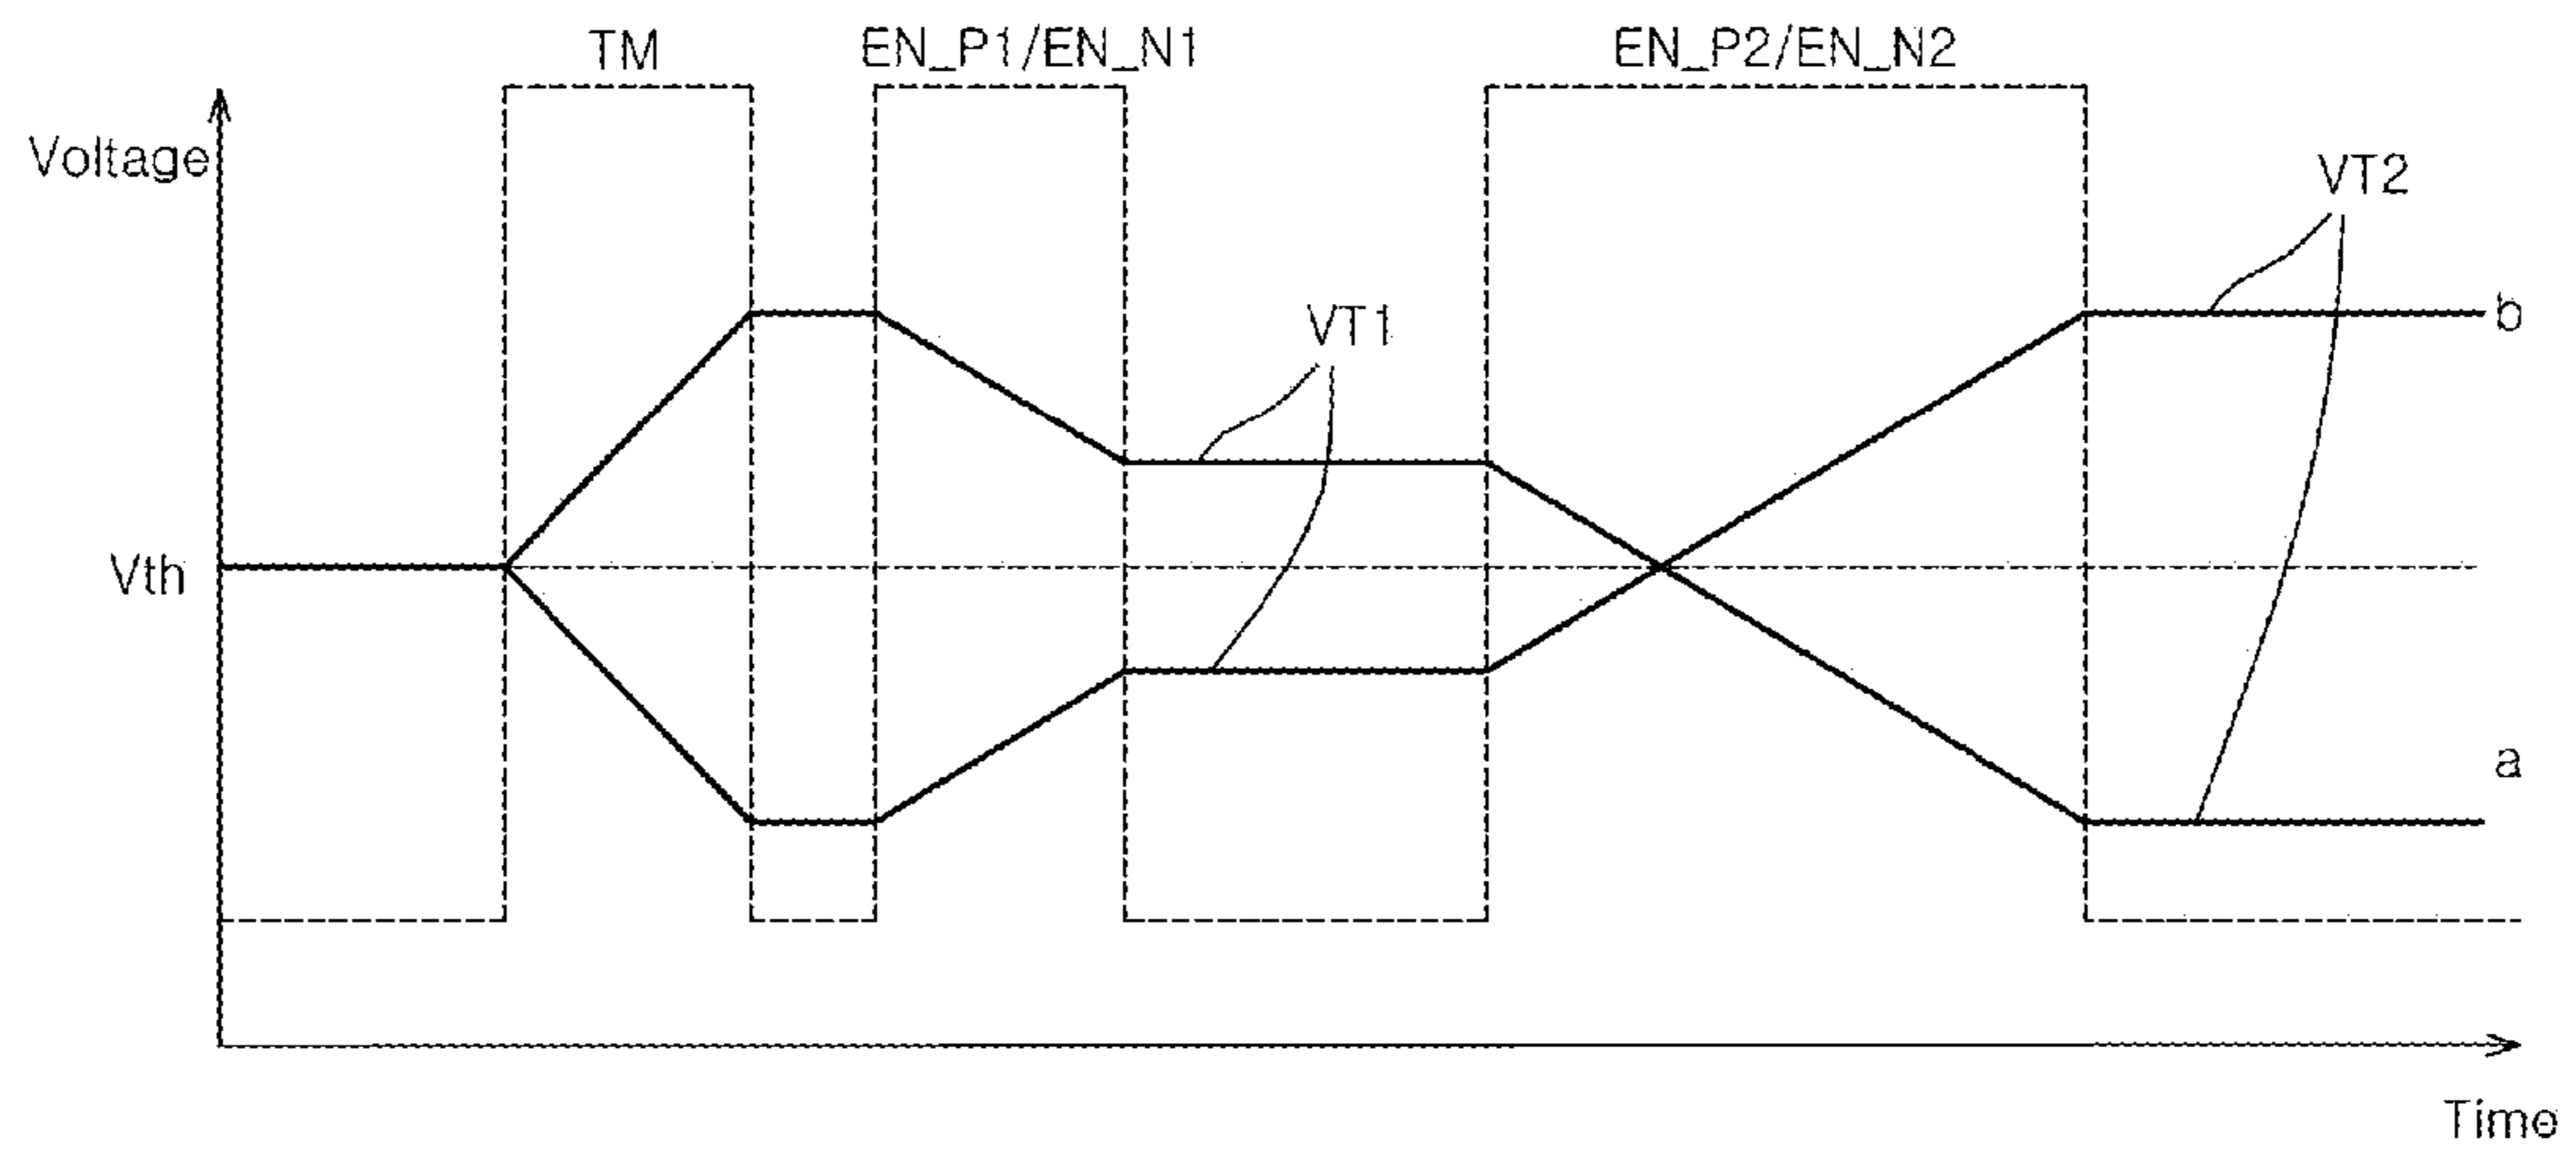 TM
EN_P1/EN_N1
EN_P2/EN_N2
Voltage
VT2
VT1
b
Vth
a
Time